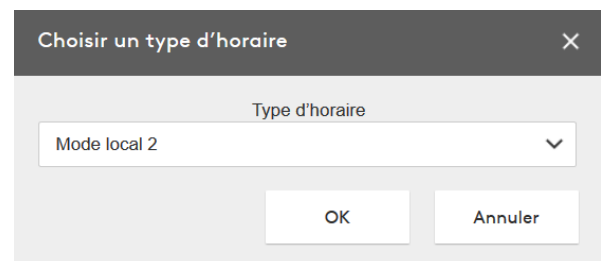 Choisir un type d'horaire
Type d'horaire
Mode local 2
OK
Annuler